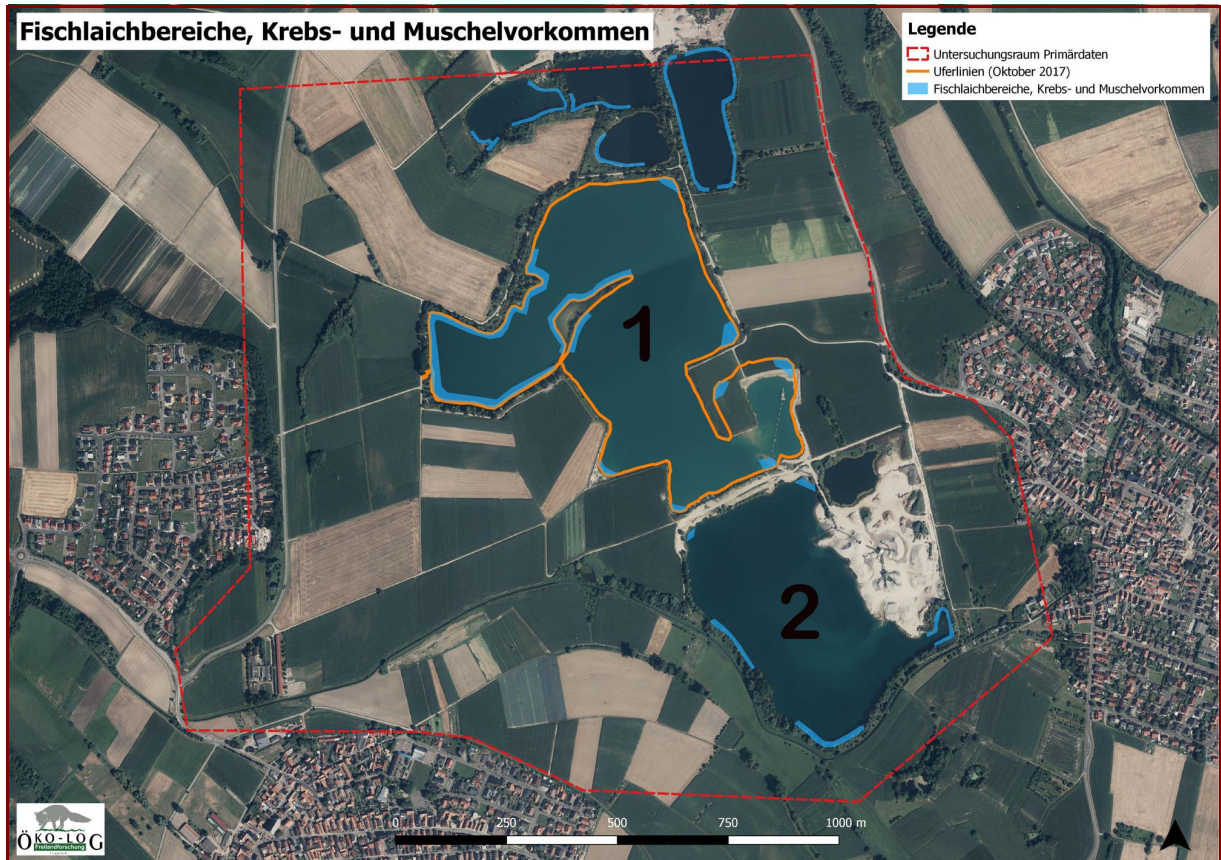 Fischlaichbereiche, Krebs- und Muschelvorkommen
Legende
Untersuchungsraum Primärdaten
Uferlinien (Oktober 2017)
Fischlaichbereiche, Krebs- und Muschelvorkommen
1
2
ÖKO-LOG
Freilandforschung
0 250 500 750 1000 m